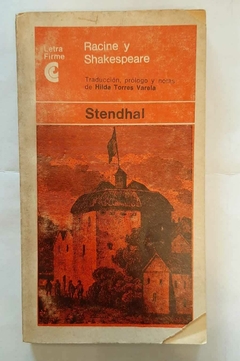 Letra
Firme
Racine y
Shakespeare
Traducción, prólogo y notas
de Hilda Torres Varela
Stendhal